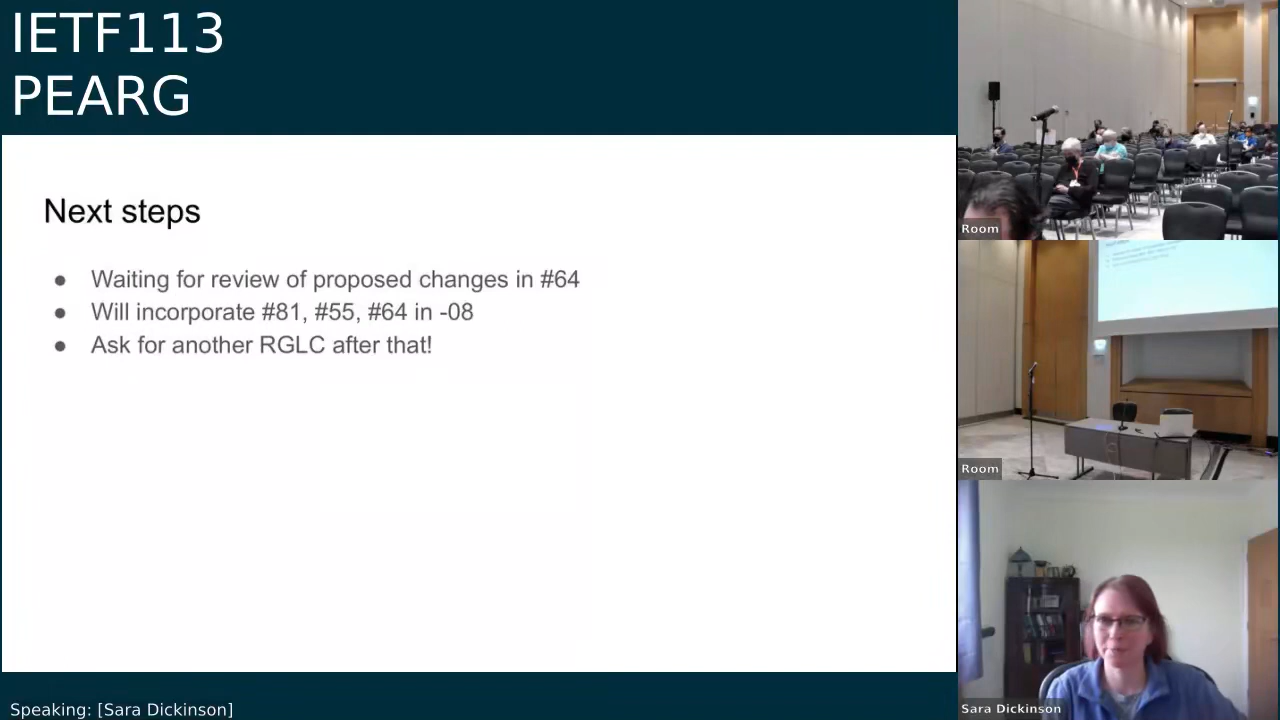 IETF113
PEARG
Next steps
● Waiting for review of proposed changes in #64
● Will incorporate #81, #55, #64 in -08
● Ask for another RGLC after that!
Room
Room
Sara Dickinson
Speaking: [Sara Dickinson]